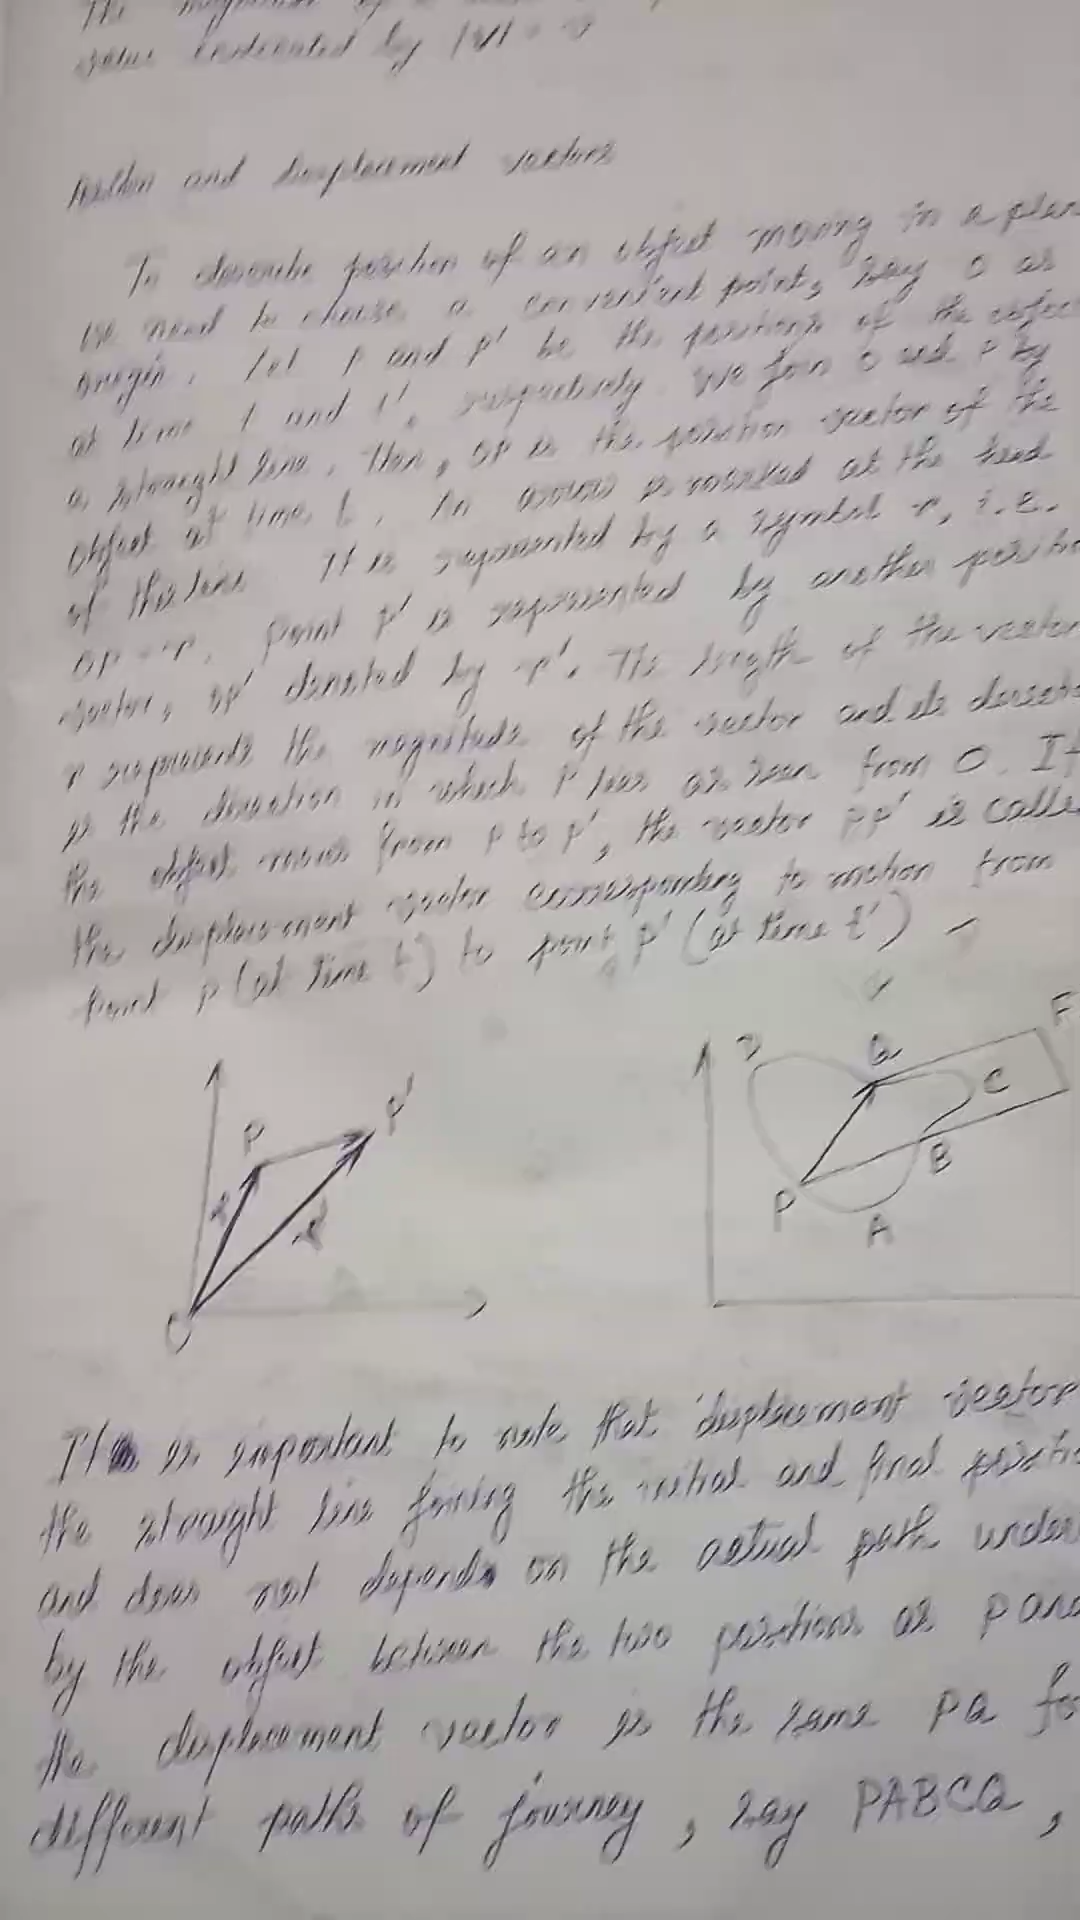 value indicated by |v| = v
Position and displacement vectors
To describe position of an object moving in a plane
we need to choose a convenient point, say O as
origin. Let P and P' be the positions of the object
at time t and t', respectively. We join O and P by
a straight line. Then, OP is the position vector of the
object at time t. An arrow is marked at the head
of this line It is represented by a symbol r, i.e.
OP = r. Point P' is represented by another positio
vector, OP' denoted by r'. The length of the vector
r represents the magnitude of the vector and its directi
is the direction in which P lies as seen from O. If
the object moves from P to P', the vector PP' is calle
the displacement vector corresponding to motion from
point P (at time t) to point P' (at time t')
P
P'
r
r'
O
Q
F
C
B
P
A
It is important to note that displacement vector
the straight line joining the initial and final positio
and does not depends on the actual path under
by the object between the two positions as P and
the displacement vector is the same PQ fo
different paths of journey, say PABCQ,